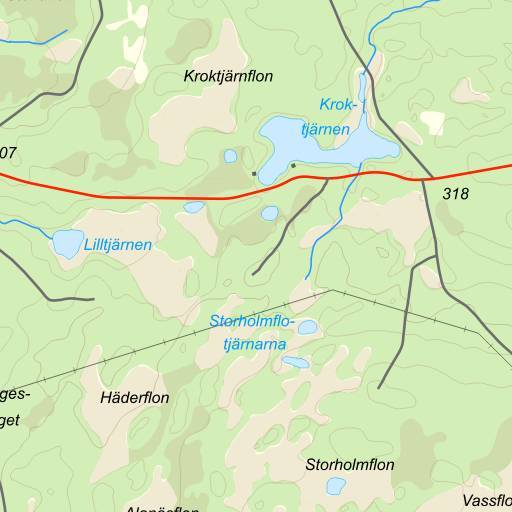 Kroktjärnflon
Krok-
tjärnen
07
318
Lilltjärnen
Storholmflo-
tjärnarna
ges-
get
Häderflon
Storholmflon
Vassflo